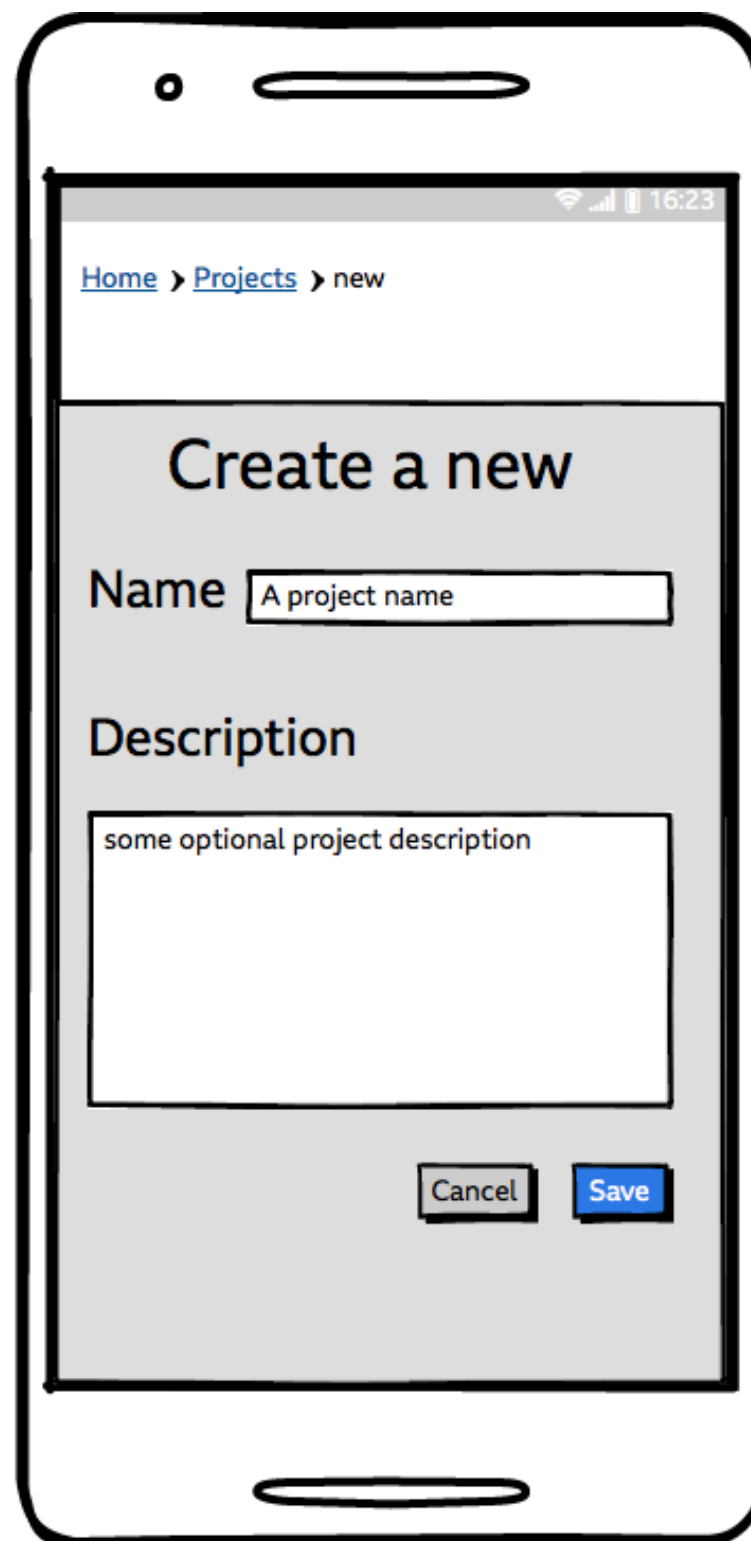 16:23
Home › Projects › new
Create a new
Name A project name
Description
some optional project description
Cancel Save